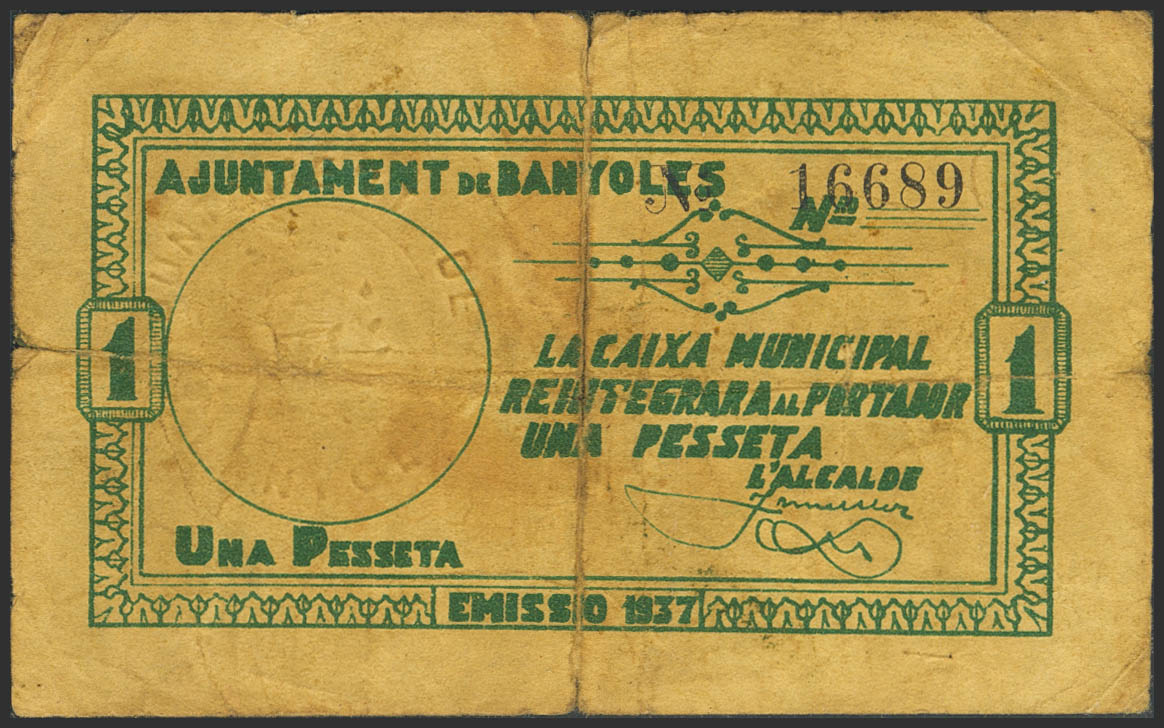 AJUNTAMENT DE BANYOLES
No. 16689
Nre
LA CAIXA MUNICIPAL
REINTEGRARA AL PORTADOR
UNA PESSETA
L'ALCALDE
1
1
UNA PESSETA
EMISSIO 1937